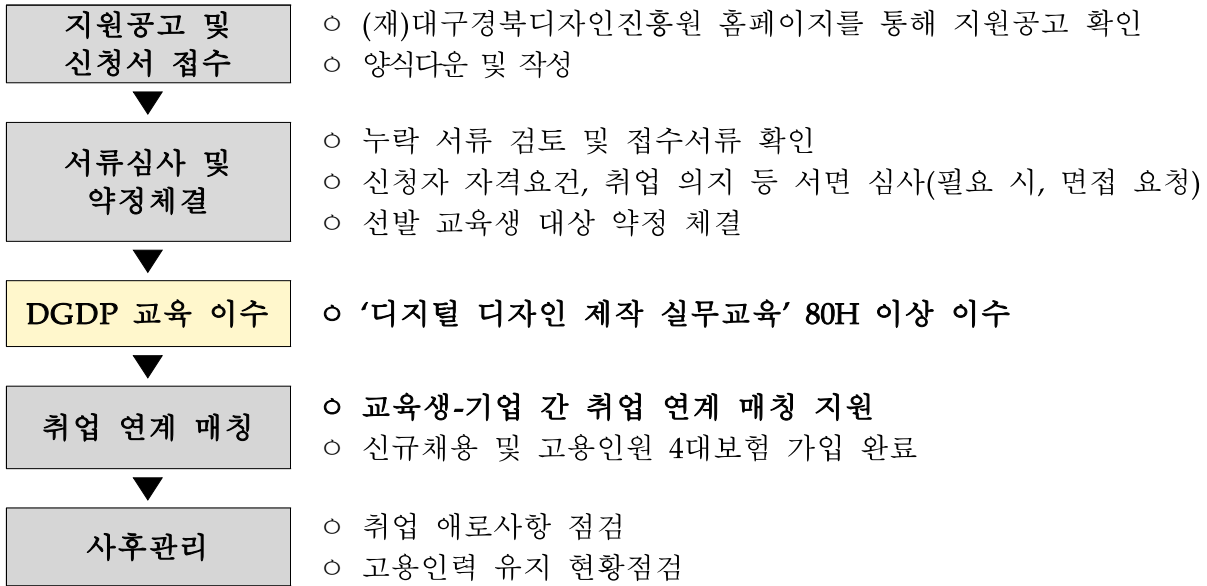 지원공고 및
신청서 접수
ㅇ (재)대구경북디자인진흥원 홈페이지를 통해 지원공고 확인
ㅇ 양식다운 및 작성
▼
서류심사 및
약정체결
ㅇ 누락 서류 검토 및 접수서류 확인
ㅇ 신청자 자격요건, 취업 의지 등 서면 심사(필요 시, 면접 요청)
ㅇ 선발 교육생 대상 약정 체결
▼
DGDP 교육 이수
ㅇ ‘디지털 디자인 제작 실무교육’ 80H 이상 이수
▼
취업 연계 매칭
ㅇ 교육생-기업 간 취업 연계 매칭 지원
ㅇ 신규채용 및 고용인원 4대보험 가입 완료
▼
사후관리
ㅇ 취업 애로사항 점검
ㅇ 고용인력 유지 현황점검